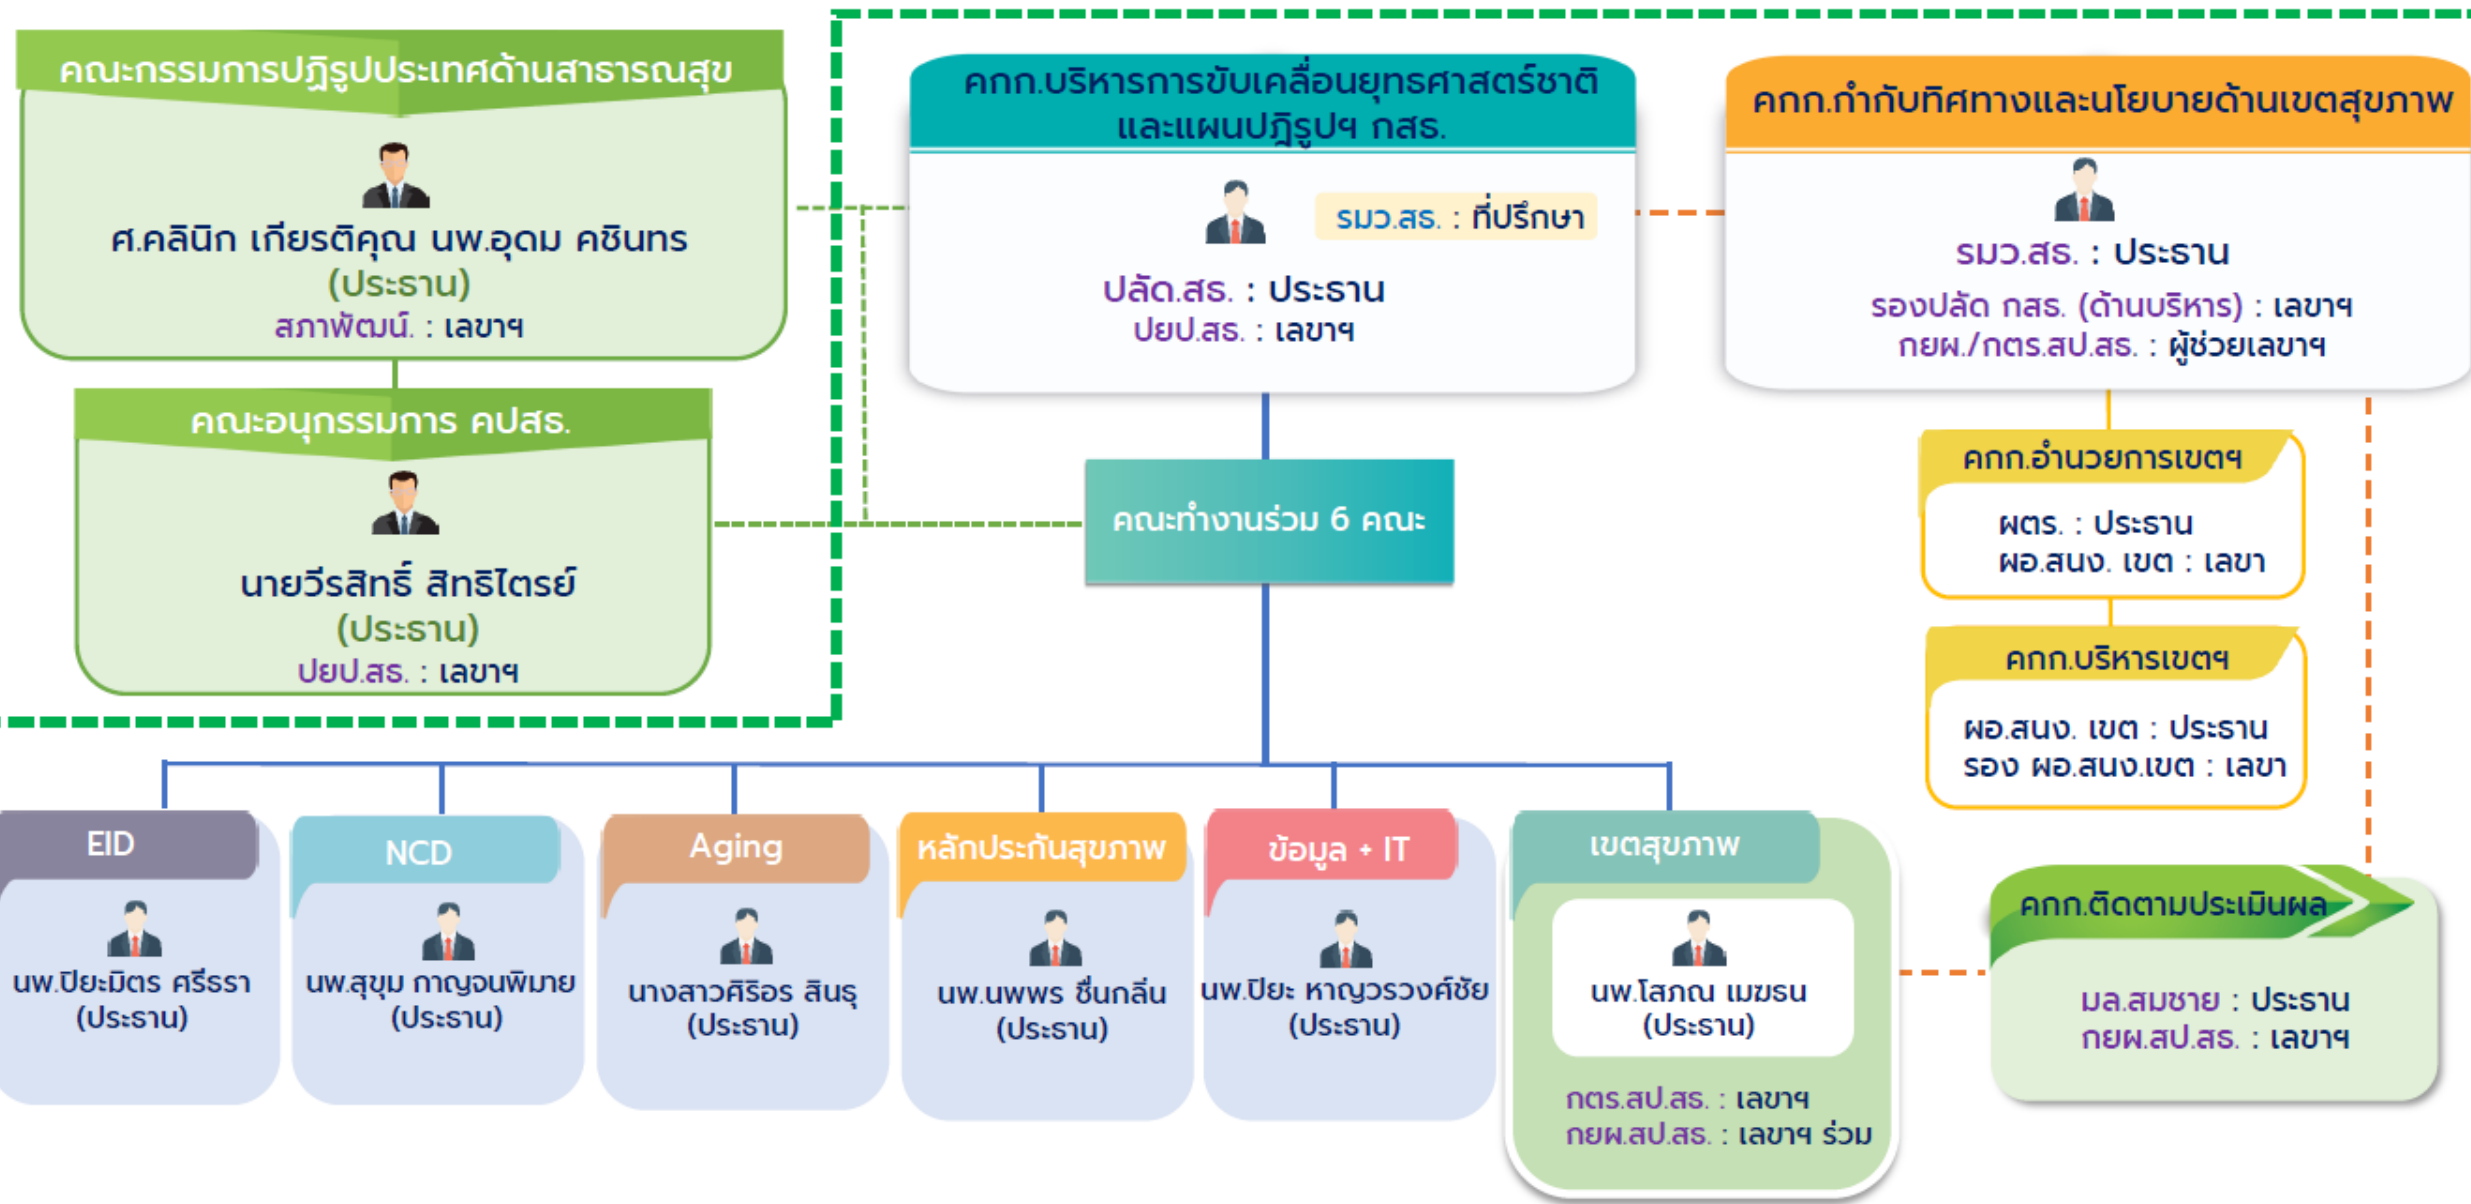 คณะกรรมการปฏิรูปประเทศด้านสาธารณสุข
ศ.คลินิก เกียรติคุณ นพ.อุดม คชินทร
(ประธาน)
สภาพัฒน์. : เลขาฯ
คณะอนุกรรมการ คปสธ.
นายวีรสิทธิ์ สิทธิไตรย์
(ประธาน)
ปยป.สธ. : เลขาฯ
คกก.บริหารการขับเคลื่อนยุทธศาสตร์ชาติ
และแผนปฏิรูปฯ กสธ.
รมว.สธ. : ที่ปรึกษา
ปลัด.สธ. : ประธาน
ปยป.สธ. : เลขาฯ
คกก.กำกับทิศทางและนโยบายด้านเขตสุขภาพ
รมว.สธ. : ประธาน
รองปลัด กสธ. (ด้านบริหาร) : เลขาฯ
กยผ./กตร.สป.สธ. : ผู้ช่วยเลขาฯ
คณะทำงานร่วม 6 คณะ
คกก.อำนวยการเขตฯ
ผตร. : ประธาน
ผอ.สนง. เขต : เลขา
คกก.บริหารเขตฯ
ผอ.สนง. เขต : ประธาน
รอง ผอ.สนง.เขต : เลขา
EID
นพ.ปิยะมิตร ศรีธรา
(ประธาน)
NCD
นพ.สุขุม กาญจนพิมาย
(ประธาน)
Aging
นางสาวศิริอร สินธุ
(ประธาน)
หลักประกันสุขภาพ
นพ.นพพร ชื่นกลิ่น
(ประธาน)
ข้อมูล + IT
นพ.ปิยะ หาญวรวงศ์ชัย
(ประธาน)
เขตสุขภาพ
นพ.โสภณ เมฆธน
(ประธาน)
กตร.สป.สธ. : เลขาฯ
กยผ.สป.สธ. : เลขาฯ ร่วม
คกก.ติดตามประเมินผล
มล.สมชาย : ประธาน
กยผ.สป.สธ. : เลขาฯ